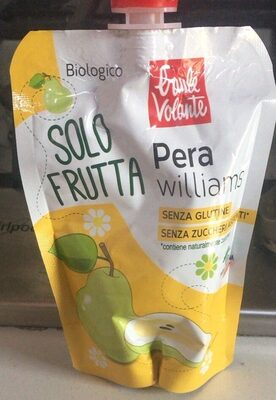 Biologico
baule
Volante
SOLO
FRUTTA
Pera
williams
SENZA GLUTINE
SENZA ZUCCHERI
*contiene naturalmente